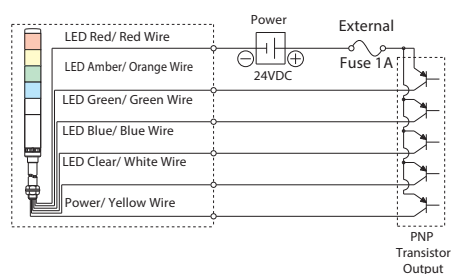 Power
External
LED Red/ Red Wire
Fuse 1A
24VDC
LED Amber/ Orange Wire
LED Green/ Green Wire
LED Blue/ Blue Wire
LED Clear/ White Wire
Power/ Yellow Wire
PNP
Transistor
Output